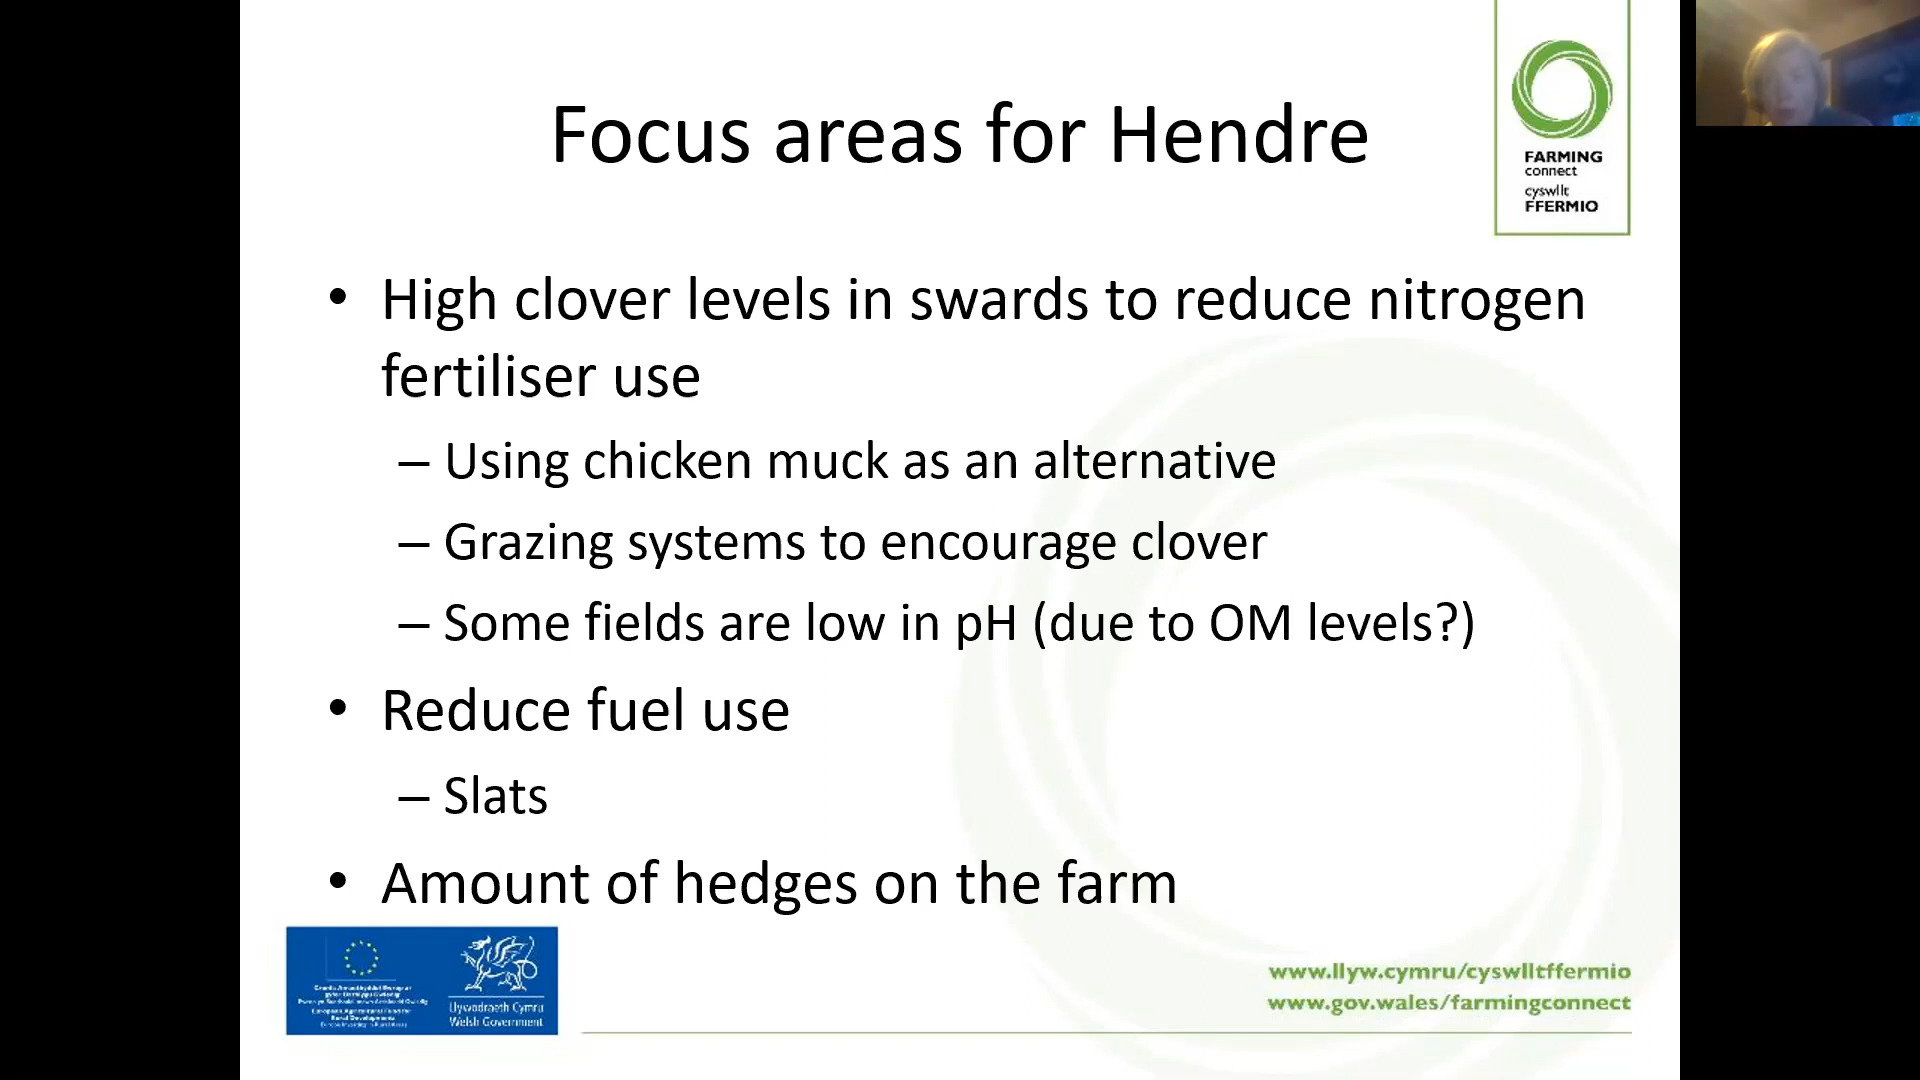 Focus areas for Hendre
FARMING
connect
cyswllt
FFERMIO
• High clover levels in swards to reduce nitrogen
fertiliser use
– Using chicken muck as an alternative
– Grazing systems to encourage clover
– Some fields are low in pH (due to OM levels?)
• Reduce fuel use
– Slats
• Amount of hedges on the farm
Llywodraeth Cymru
Welsh Government
www.llyw.cymru/cyswlltffermio
www.gov.wales/farmingconnect